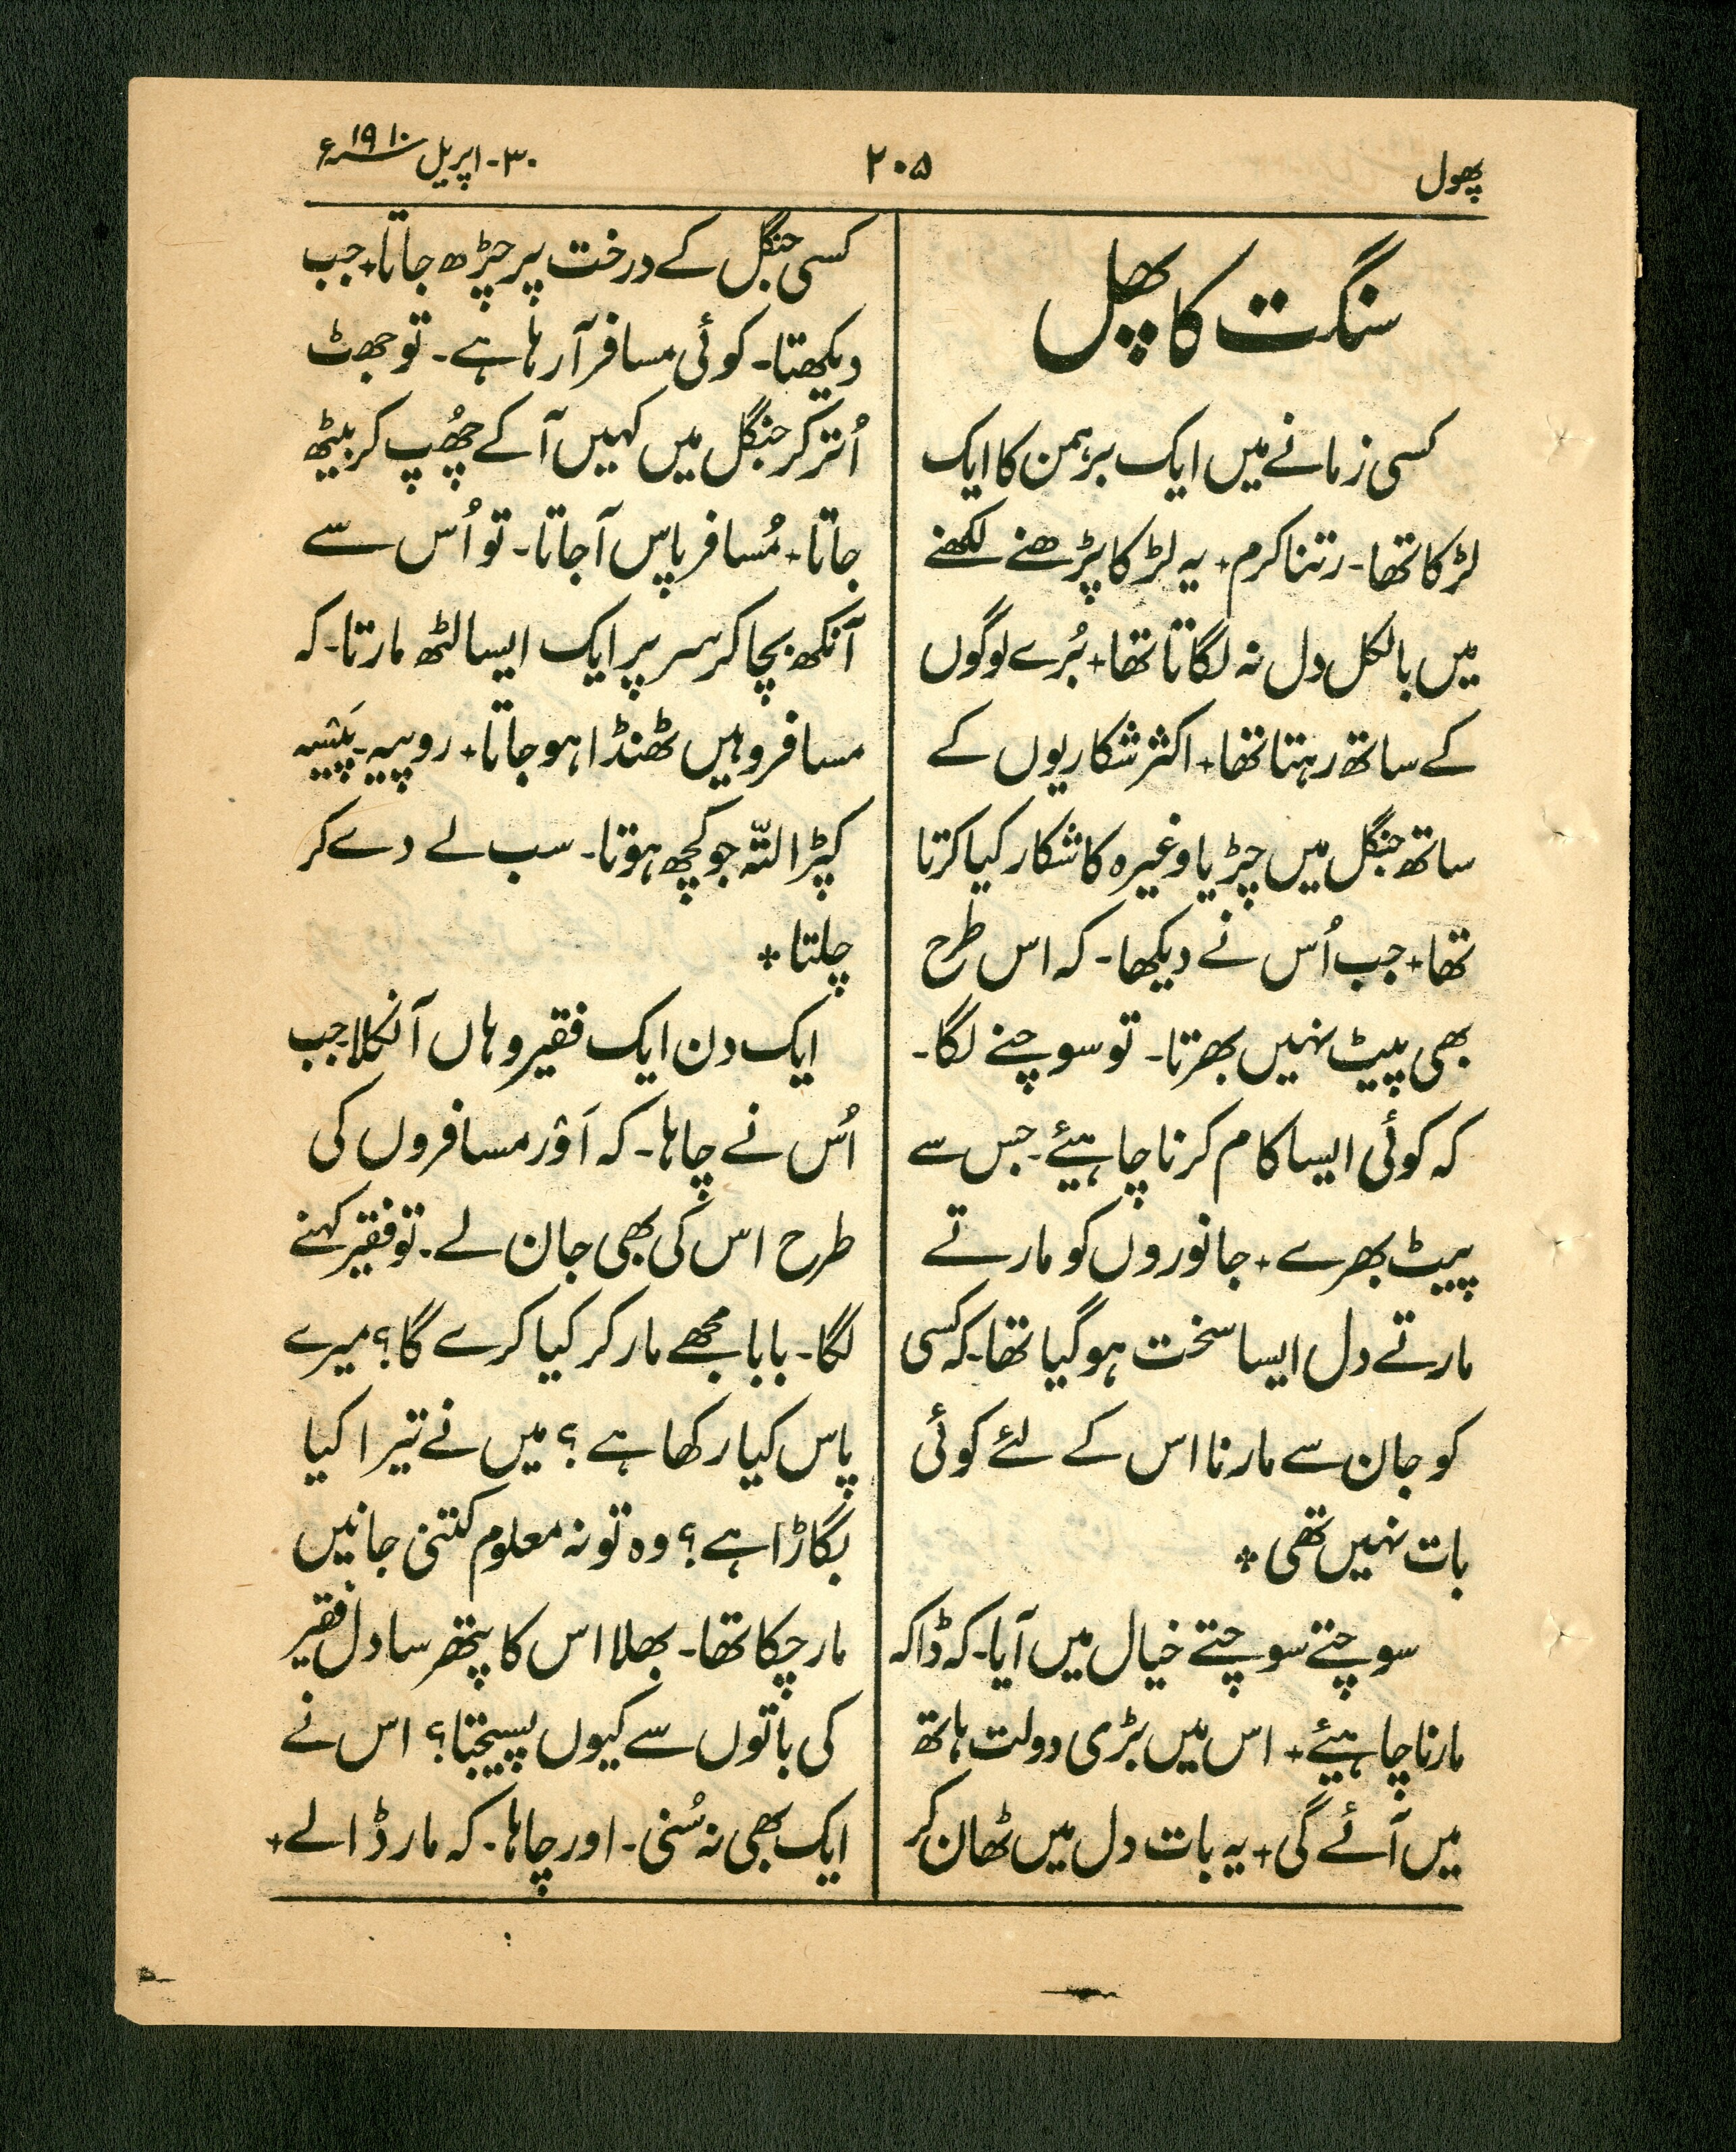 پھول
۲۰۵
۳۰-اپریل ۱۹۱۰ء
سنگت کا پھل
کسی زمانے میں ایک برہمن کا ایک
لڑکا تھا۔ رتناکرم+ یہ لڑکا پڑھنے لکھنے
میں بالکل دل نہ لگاتا تھا+ بُرے لوگوں
کے ساتھ رہتا تھا+ اکثر شکاریوں کے
ساتھ جنگل میں چڑیا وغیرہ کا شکار کیا کرتا
تھا+ جب اُس نے دیکھا۔ کہ اس طرح
بھی پیٹ نہیں بھرتا۔ تو سوچنے لگا۔
کہ کوئی ایسا کام کرنا چاہیئے۔ جس سے
پیٹ بھرے+ جانوروں کو مارتے
مارتے دل ایسا سخت ہو گیا تھا۔ کہ کسی
کو جان سے مارنا اس کے لئے کوئی
بات نہیں تھی +
سوچتے سوچتے خیال میں آیا۔ کہ ڈاکہ
مارنا چاہیئے+ اس میں بڑی دولت ہاتھ
میں آئے گی+ یہ بات دل میں ٹھان کر
کسی جنگل کے درخت پر چڑھ جاتا+ جب
دیکھتا۔ کوئی مسافر آ رہا ہے۔ تو جھٹ
اُتر کر جنگل میں کہیں آ کے چھُپ کر بیٹھ
جاتا+ مُسافر پاس آ جاتا۔ تو اُس سے
آنکھ بچا کر سر پر ایک ایسا لٹھ مارتا۔ کہ
مسافر وہیں ٹھنڈا ہو جاتا+ روپیہ۔ پَیسہ
کپڑا لتّہ جو کچھ ہوتا۔ سب لے دے کر
چلتا +
ایک دن ایک فقیر وہاں آ نکلا جب
اُس نے چاہا۔ کہ اَوْر مسافروں کی
طرح اس کی بھی جان لے۔ تو فقیر کہنے
لگا۔ بابا مجھے مار کر کیا کرے گا؟ میرے
پاس کیا رکھا ہے؟ میں نے تیرا کیا
بگاڑا ہے؟ وہ تو نہ معلوم کتنی جانیں
مار چکا تھا۔ بھلا اس کا پتھر سا دل فقیر
کی باتوں سے کیوں پسیجتا؟ اس نے
ایک بھی نہ سُنی۔ اور چاہا۔ کہ مار ڈالے+